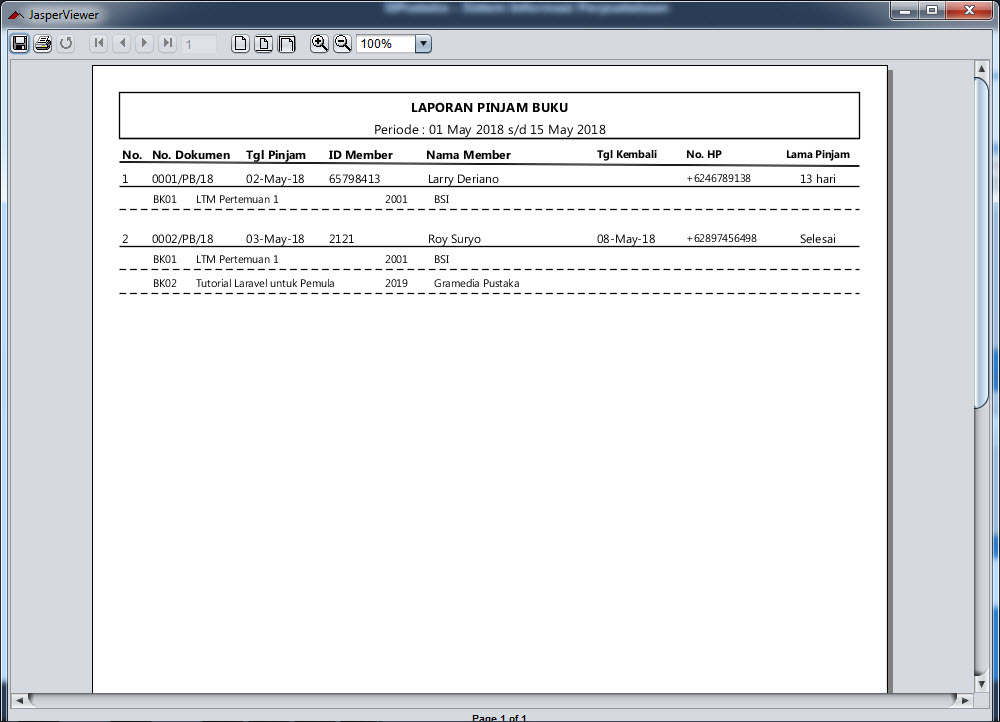 SIPustaka - Sistem Informasi Perpustakaan
JasperViewer
1
100%
LAPORAN PINJAM BUKU
Periode : 01 May 2018 s/d 15 May 2018
No. No. Dokumen Tgl Pinjam ID Member Nama Member Tgl Kembali No. HP Lama Pinjam
1 0001/PB/18 02-May-18 65798413 Larry Deriano +6246789138 13 hari
BK01 LTM Pertemuan 1 2001 BSI
2 0002/PB/18 03-May-18 2121 Roy Suryo 08-May-18 +62897456498 Selesai
BK01 LTM Pertemuan 1 2001 BSI
BK02 Tutorial Laravel untuk Pemula 2019 Gramedia Pustaka
Page 1 of 1